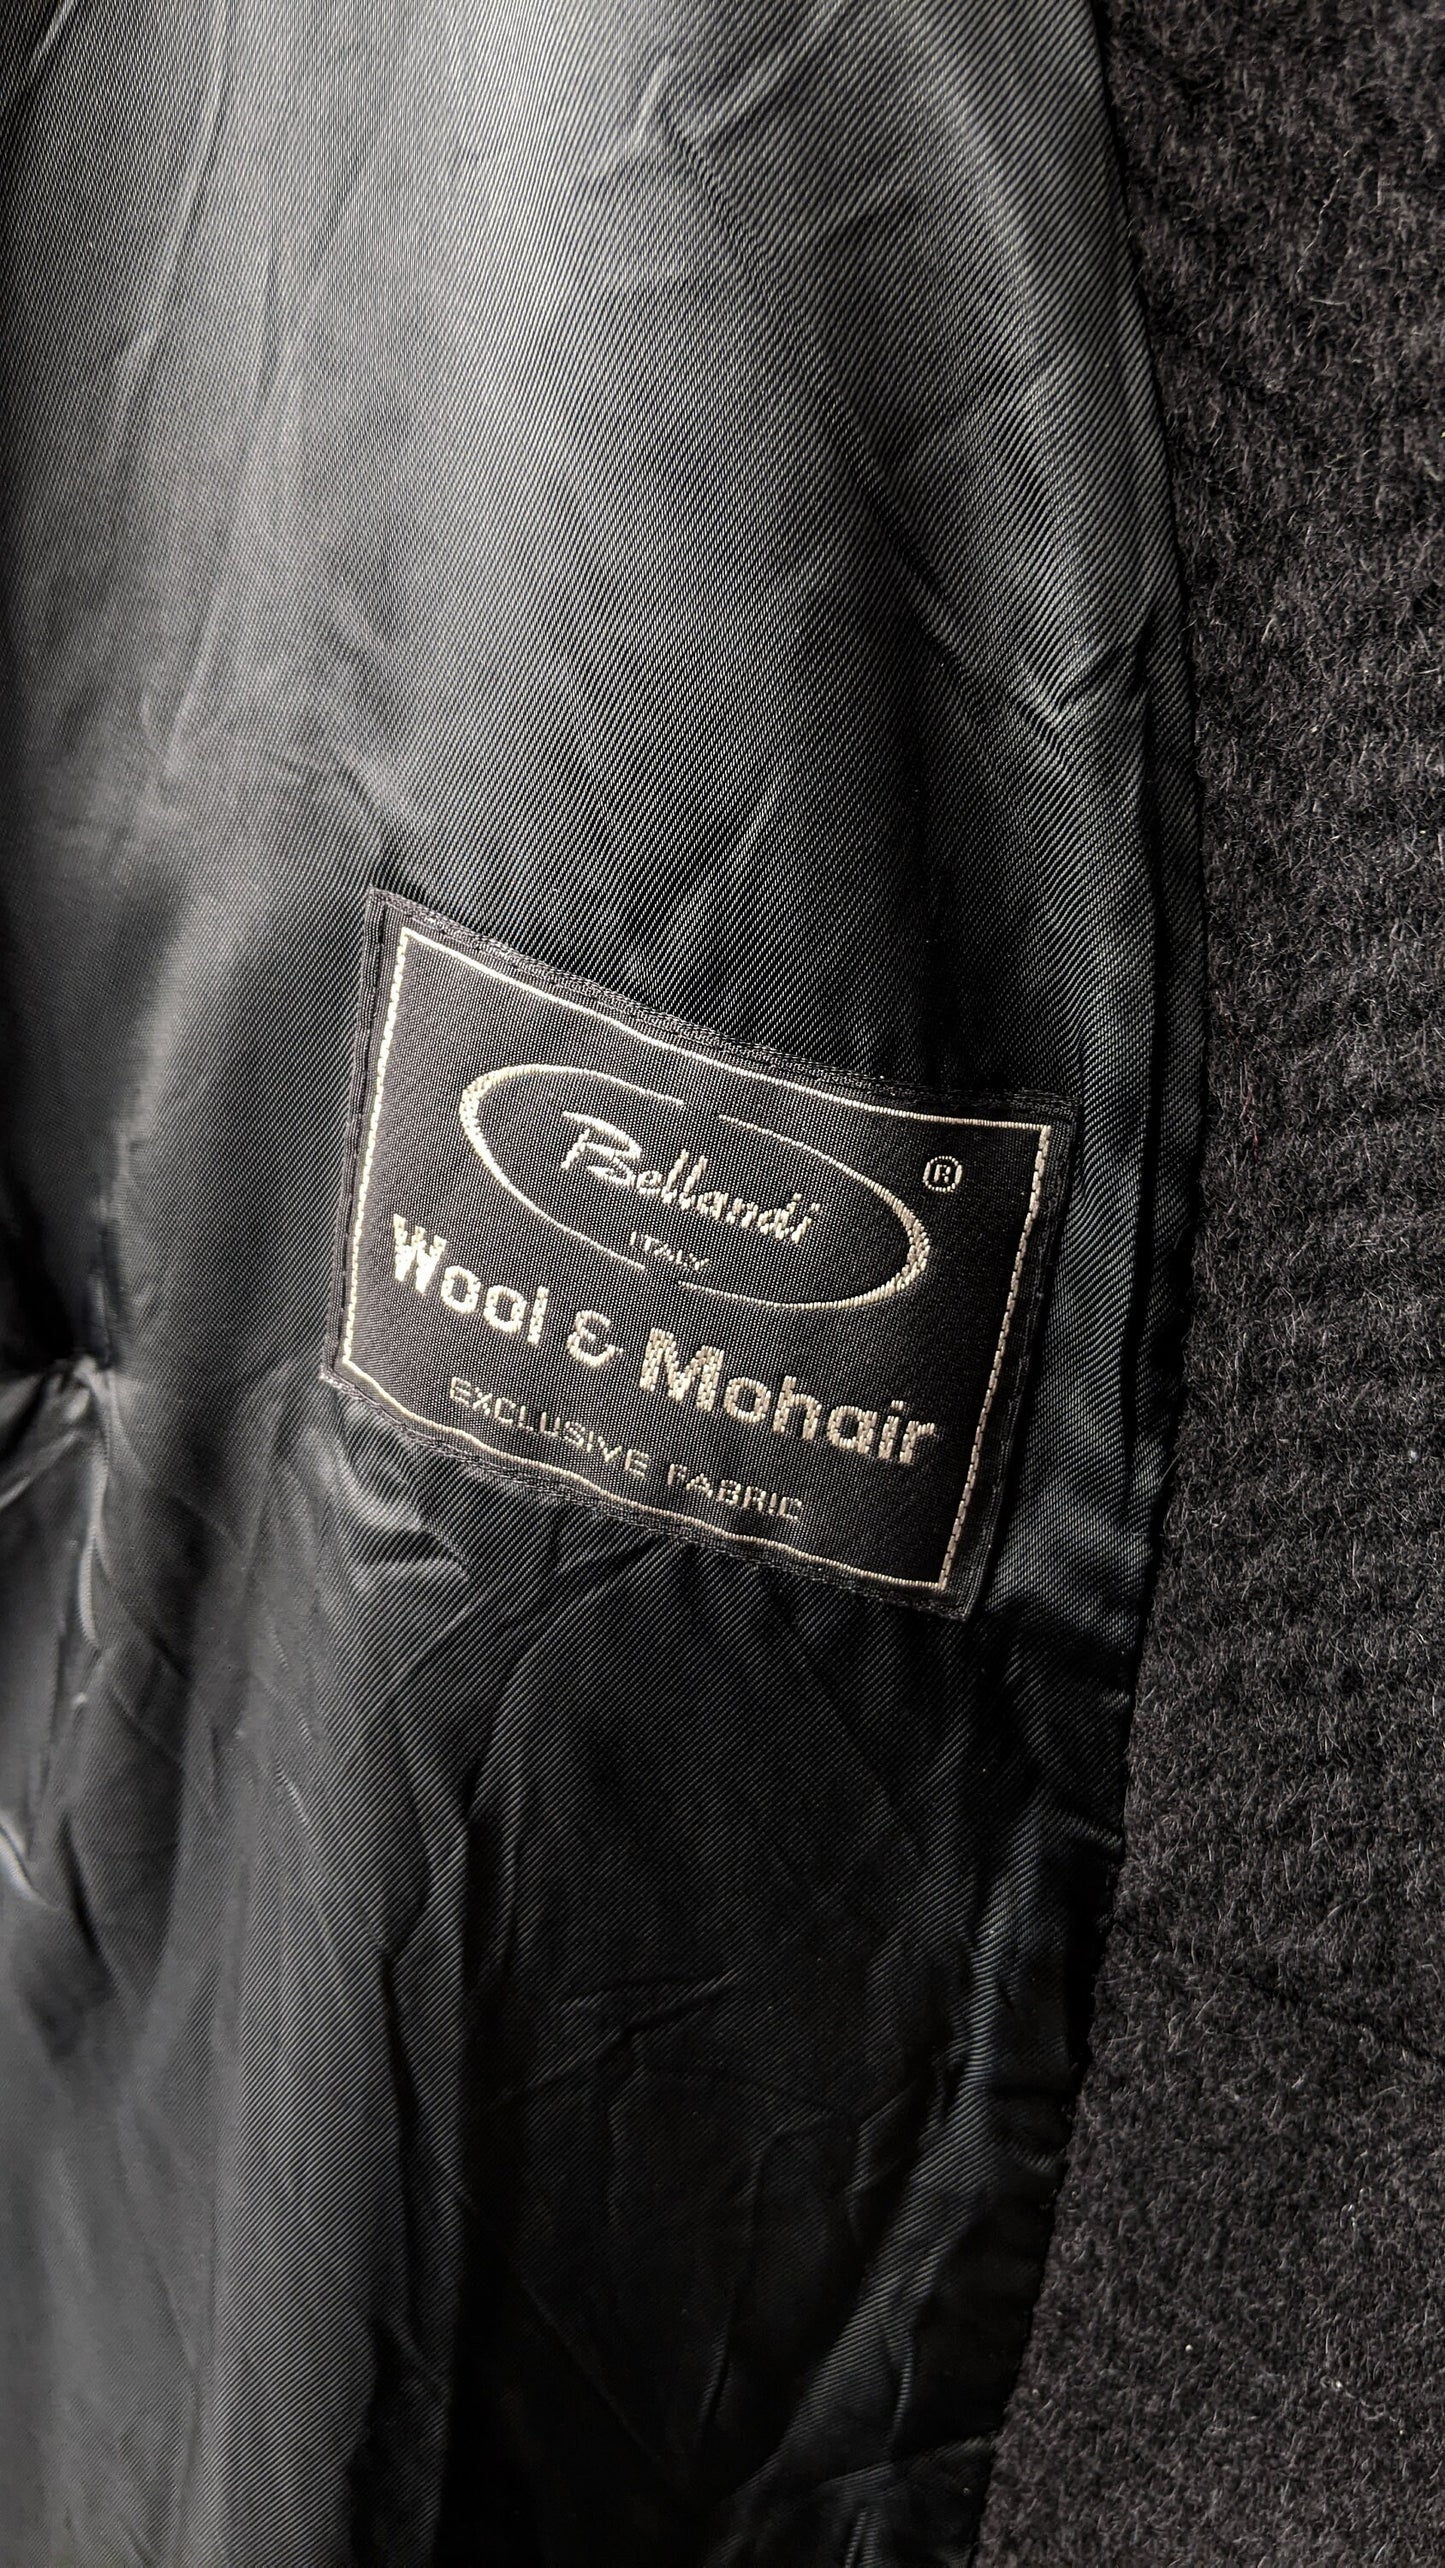 Bellandi ®
ITALY
Wool & Mohair
EXCLUSIVE FABRIC